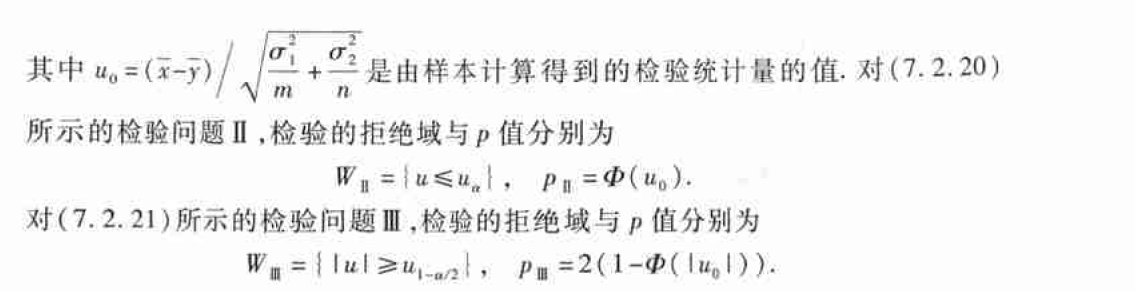 其中 $u_0=(\bar{x}-\bar{y})\Big/\sqrt{\dfrac{\sigma_1^2}{m}+\dfrac{\sigma_2^2}{n}}$ 是由样本计算得到的检验统计量的值. 对(7.2.20)
所示的检验问题Ⅱ,检验的拒绝域与 p 值分别为
$W_{Ⅱ}=\{u\leqslant u_\alpha\},\quad p_{Ⅱ}=\Phi(u_0).$
对(7.2.21)所示的检验问题Ⅲ,检验的拒绝域与 p 值分别为
$W_{Ⅲ}=\{|u|\geqslant u_{1-\alpha/2}\},\quad p_{Ⅲ}=2(1-\Phi(|u_0|)).$